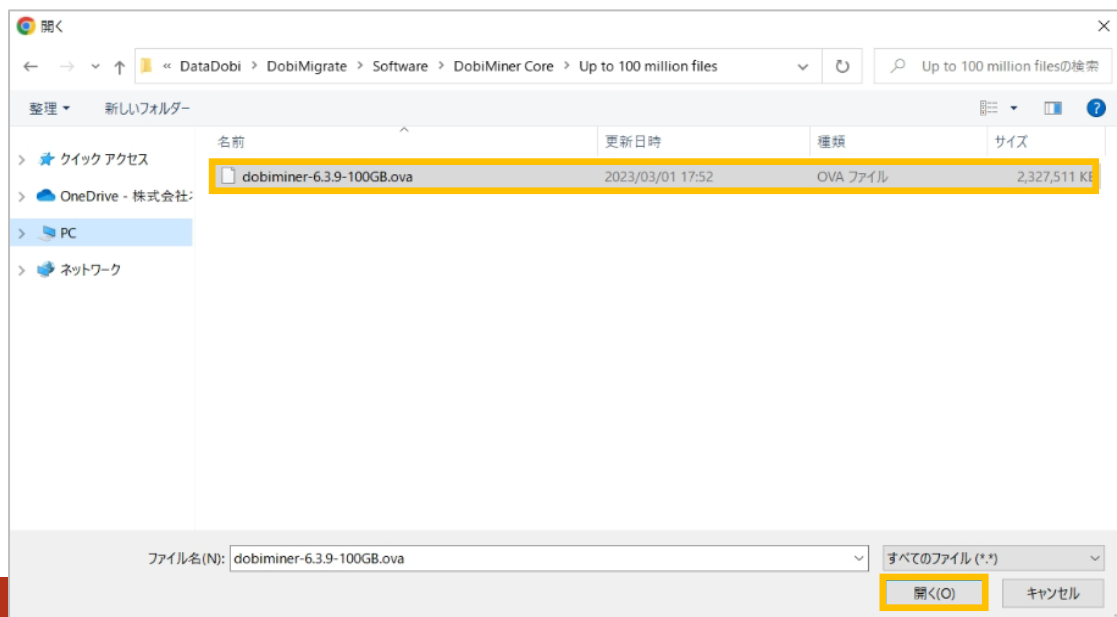 開く
« DataDobi > DobiMigrate > Software > DobiMiner Core > Up to 100 million files
Up to 100 million filesの検索
整理 新しいフォルダー
名前 更新日時 種類 サイズ
クイック アクセス
dobiminer-6.3.9-100GB.ova 2023/03/01 17:52 OVA ファイル 2,327,511 KB
OneDrive - 株式会社
PC
ネットワーク
ファイル名(N): dobiminer-6.3.9-100GB.ova すべてのファイル (*.*)
開く(O) キャンセル